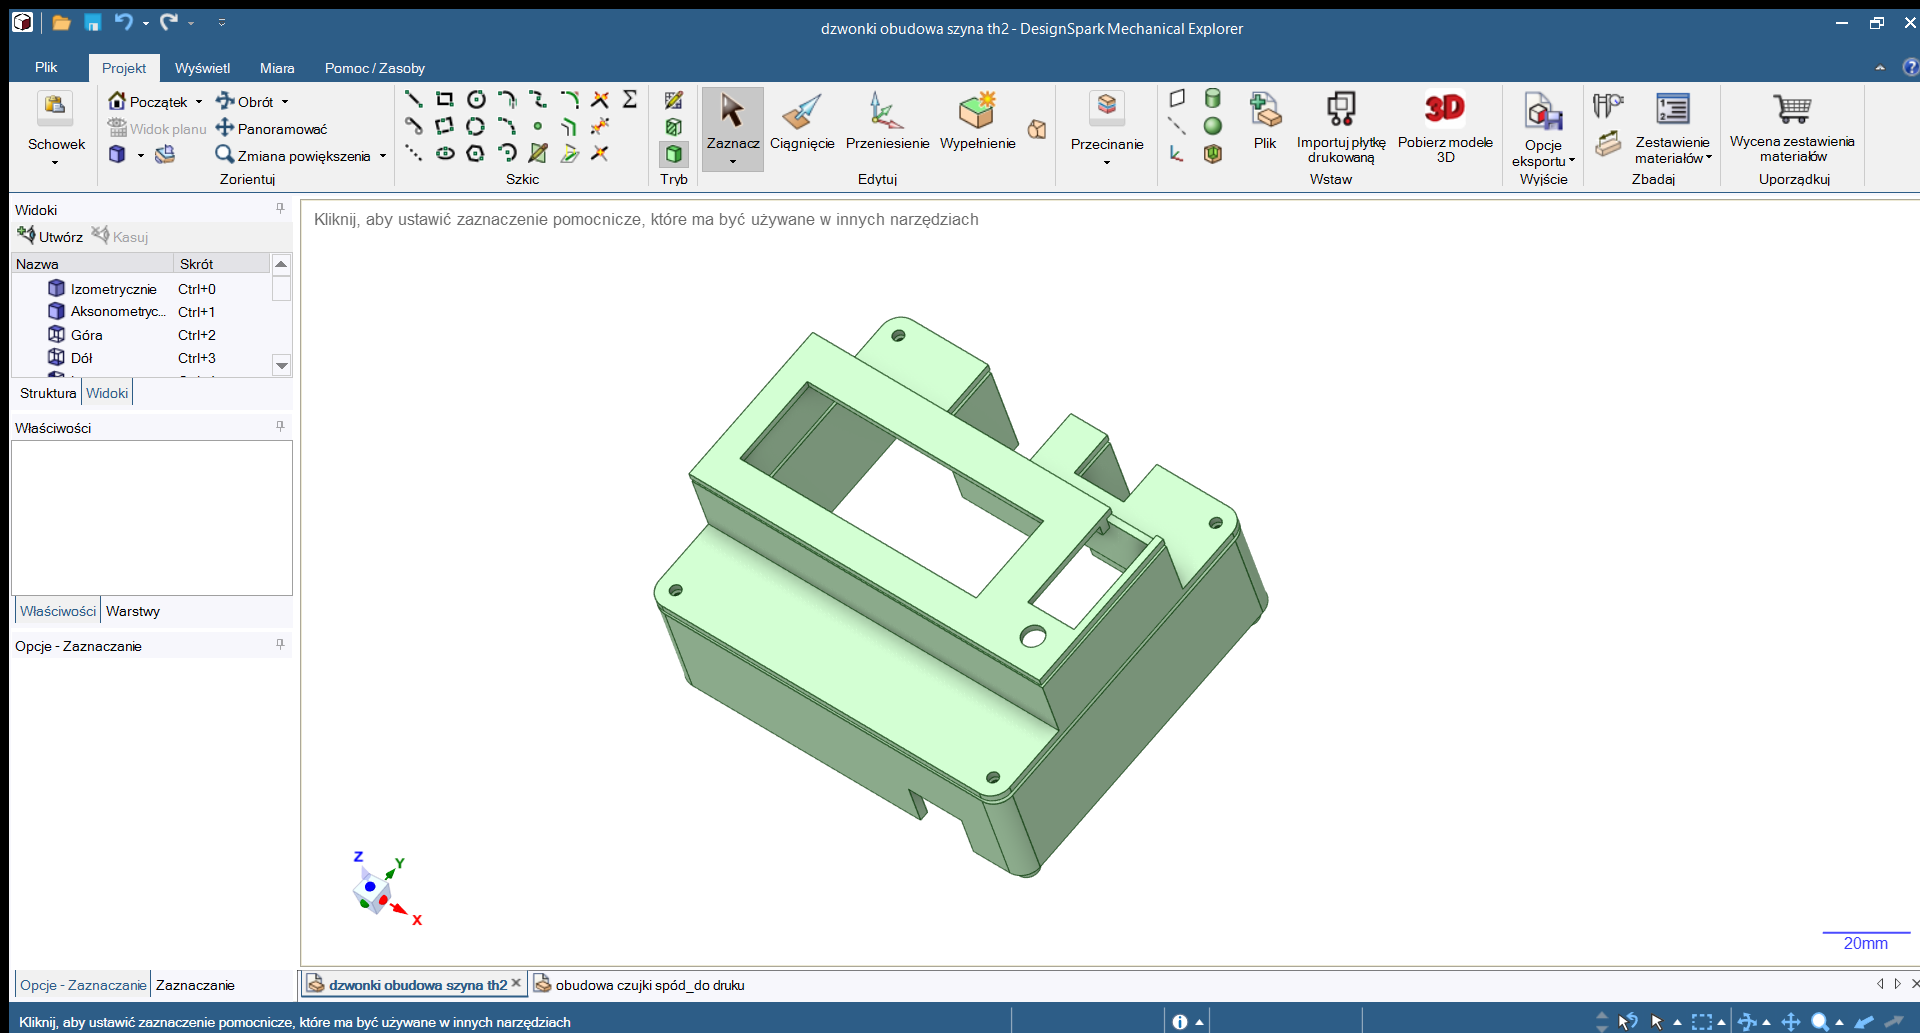 dzwonki obudowa szyna th2 - DesignSpark Mechanical Explorer
Plik
Projekt
Wyświetl
Miara
Pomoc / Zasoby
Schowek
Początek
Obrót
Widok planu
Panoramować
Zmiana powiększenia
Zorientuj
Szkic
Tryb
Zaznacz
Ciągnięcie
Przeniesienie
Wypełnienie
Edytuj
Przecinanie
Plik
Importuj płytkę
drukowaną
3D
Pobierz modele
3D
Wstaw
Opcje
eksportu
Wyjście
Zestawienie
materiałów
Zbadaj
Wycena zestawienia
materiałów
Uporządkuj
Widoki
Utwórz
Kasuj
Nazwa
Skrót
Izometrycznie Ctrl+0
Aksonometryc... Ctrl+1
Góra Ctrl+2
Dół Ctrl+3
Struktura
Widoki
Właściwości
Właściwości
Warstwy
Opcje - Zaznaczanie
Kliknij, aby ustawić zaznaczenie pomocnicze, które ma być używane w innych narzędziach
Z
Y
X
20mm
Opcje - Zaznaczanie
Zaznaczanie
dzwonki obudowa szyna th2
obudowa czujki spód_do druku
Kliknij, aby ustawić zaznaczenie pomocnicze, które ma być używane w innych narzędziach